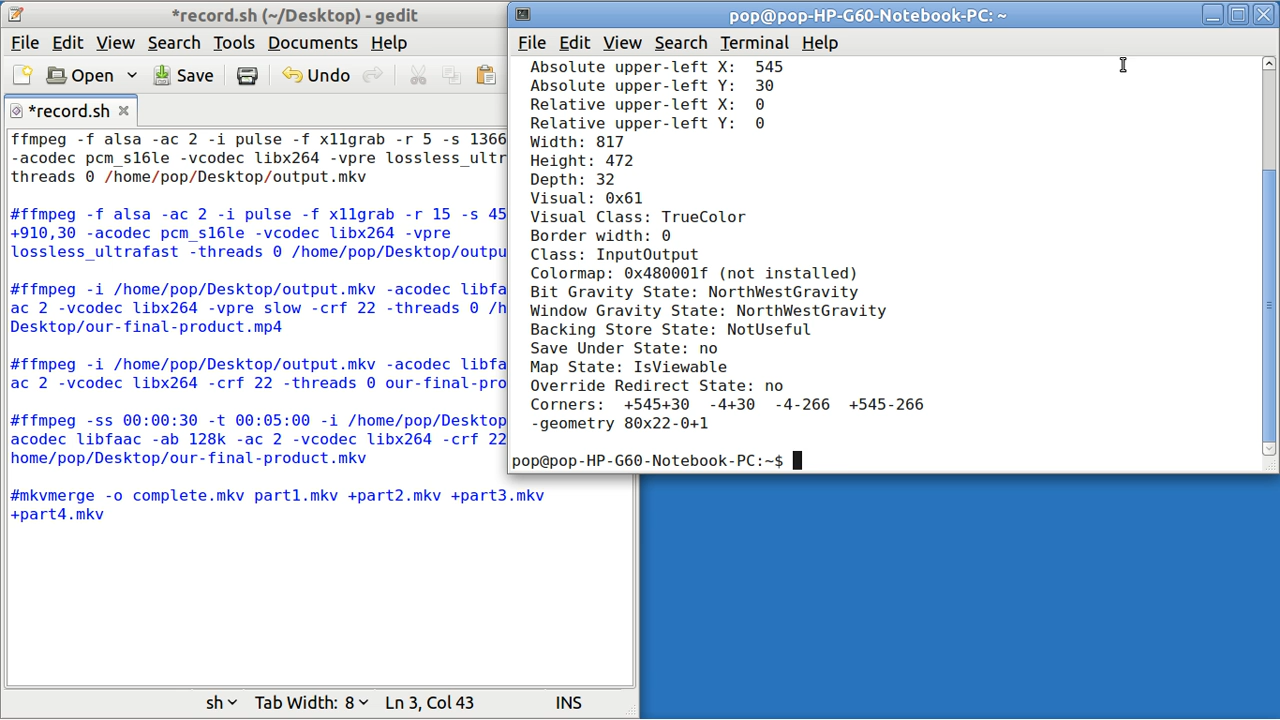 *record.sh (~/Desktop) - gedit
File Edit View Search Tools Documents Help
Open Save Undo
*record.sh
ffmpeg -f alsa -ac 2 -i pulse -f x11grab -r 5 -s 1366
-acodec pcm_s16le -vcodec libx264 -vpre lossless_ultr
threads 0 /home/pop/Desktop/output.mkv
#ffmpeg -f alsa -ac 2 -i pulse -f x11grab -r 15 -s 45
+910,30 -acodec pcm_s16le -vcodec libx264 -vpre
lossless_ultrafast -threads 0 /home/pop/Desktop/outpu
#ffmpeg -i /home/pop/Desktop/output.mkv -acodec libfa
ac 2 -vcodec libx264 -vpre slow -crf 22 -threads 0 /h
Desktop/our-final-product.mp4
#ffmpeg -i /home/pop/Desktop/output.mkv -acodec libfa
ac 2 -vcodec libx264 -crf 22 -threads 0 our-final-pro
#ffmpeg -ss 00:00:30 -t 00:05:00 -i /home/pop/Desktop
acodec libfaac -ab 128k -ac 2 -vcodec libx264 -crf 22
home/pop/Desktop/our-final-product.mkv
#mkvmerge -o complete.mkv part1.mkv +part2.mkv +part3.mkv
+part4.mkv
sh Tab Width: 8 Ln 3, Col 43 INS
pop@pop-HP-G60-Notebook-PC: ~
File Edit View Search Terminal Help
Absolute upper-left X: 545
Absolute upper-left Y: 30
Relative upper-left X: 0
Relative upper-left Y: 0
Width: 817
Height: 472
Depth: 32
Visual: 0x61
Visual Class: TrueColor
Border width: 0
Class: InputOutput
Colormap: 0x480001f (not installed)
Bit Gravity State: NorthWestGravity
Window Gravity State: NorthWestGravity
Backing Store State: NotUseful
Save Under State: no
Map State: IsViewable
Override Redirect State: no
Corners: +545+30 -4+30 -4-266 +545-266
-geometry 80x22-0+1
pop@pop-HP-G60-Notebook-PC:~$